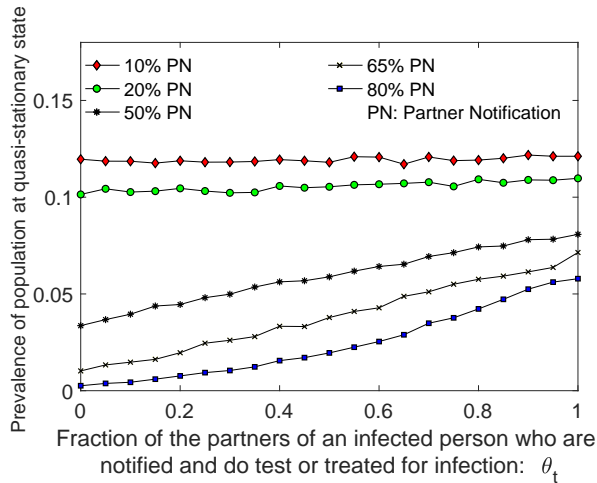 Prevalence of population at quasi-stationary state
0.15
0.1
0.05
0
10% PN
20% PN
50% PN
65% PN
80% PN
PN: Partner Notification
0 0.2 0.4 0.6 0.8 1
Fraction of the partners of an infected person who are
notified and do test or treated for infection: θt